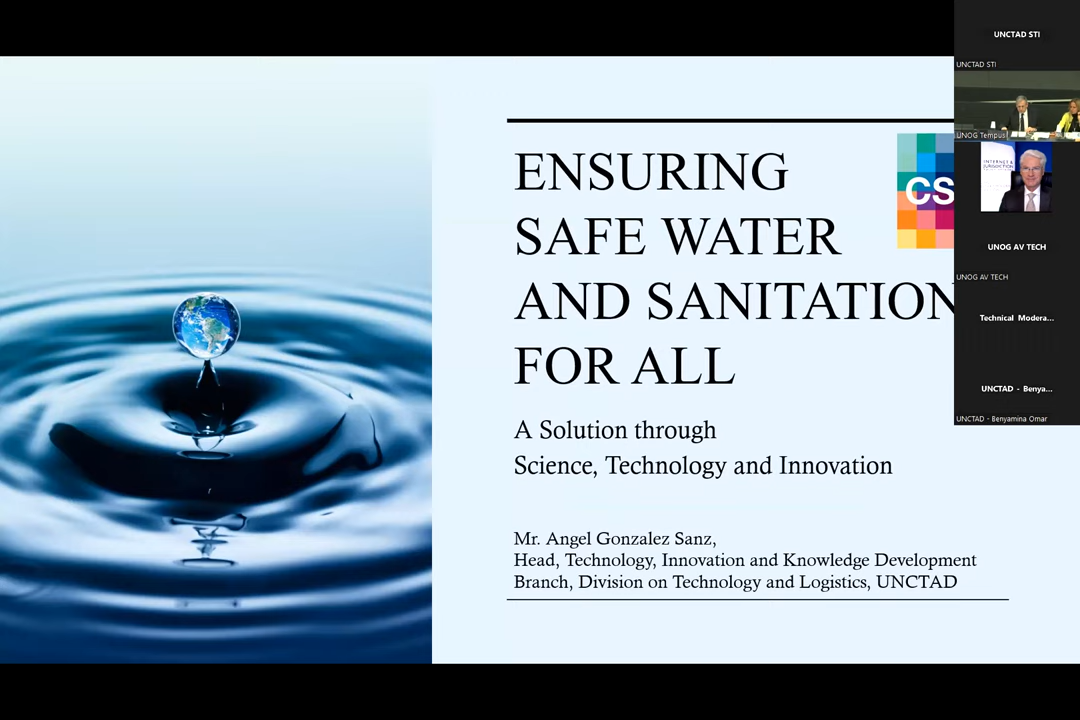 ENSURING
SAFE WATER
AND SANITATION
FOR ALL
A Solution through
Science, Technology and Innovation
Mr. Angel Gonzalez Sanz,
Head, Technology, Innovation and Knowledge Development
Branch, Division on Technology and Logistics, UNCTAD
CS
UNCTAD STI
UNCTAD STI
UNOG Tempus
INTERNET &
JURISDICTION
UNOG AV TECH
UNOG AV TECH
Technical Modera...
UNCTAD - Benya...
UNCTAD - Benyamina Omar